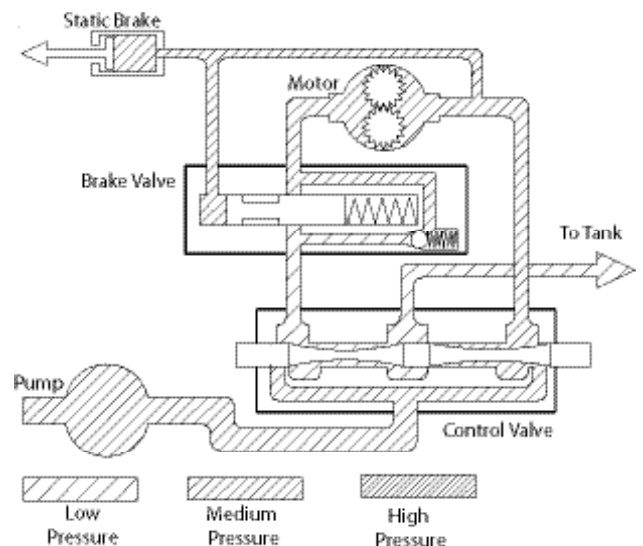 Static Brake
Motor
Brake Valve
To Tank
Pump
Control Valve
Low
Pressure
Medium
Pressure
High
Pressure